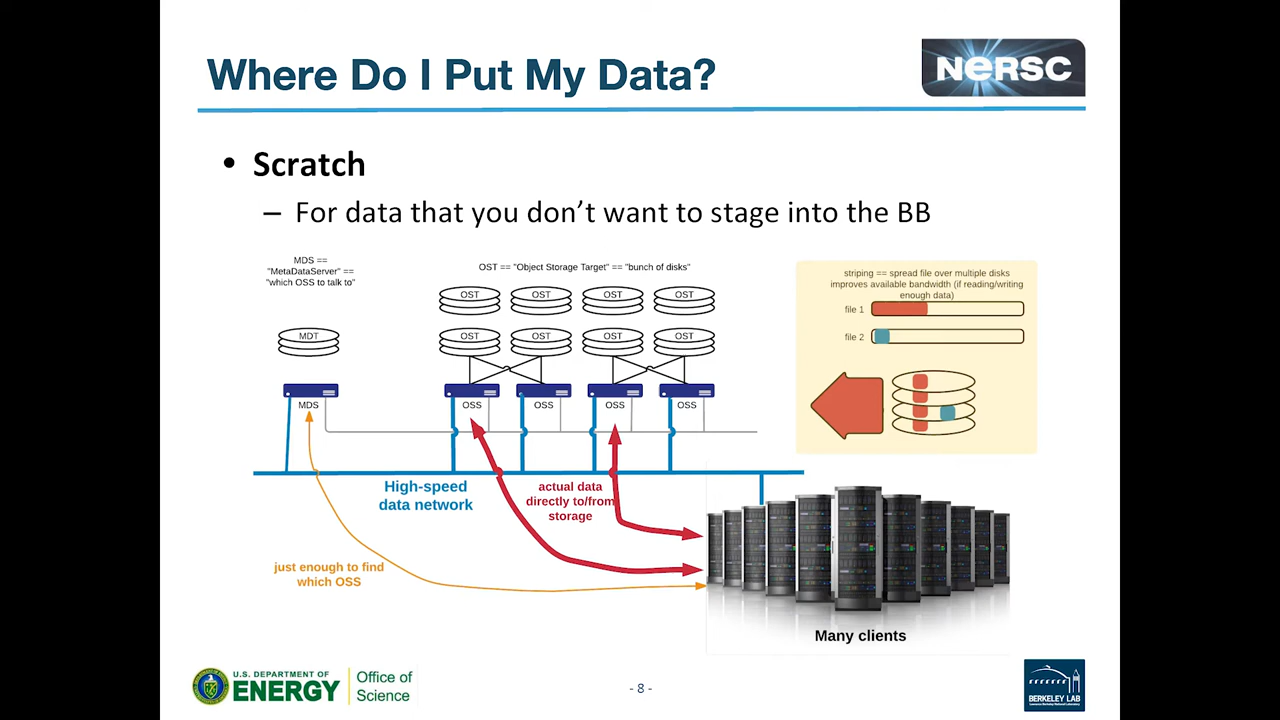 Where Do I Put My Data?
NERSC
• Scratch
– For data that you don't want to stage into the BB
MDS ==
"MetaDataServer" ==
"which OSS to talk to"
OST == "Object Storage Target" == "bunch of disks"
OST OST OST OST
MDT
OST OST OST OST
MDS
OSS OSS OSS OSS
striping == spread file over multiple disks
improves available bandwidth (if reading/writing
enough data)
file 1
file 2
High-speed
data network
actual data
directly to/from
storage
just enough to find
which OSS
Many clients
U.S. DEPARTMENT OF
ENERGY
Office of
Science
- 8 -
BERKELEY LAB
Lawrence Berkeley National Laboratory